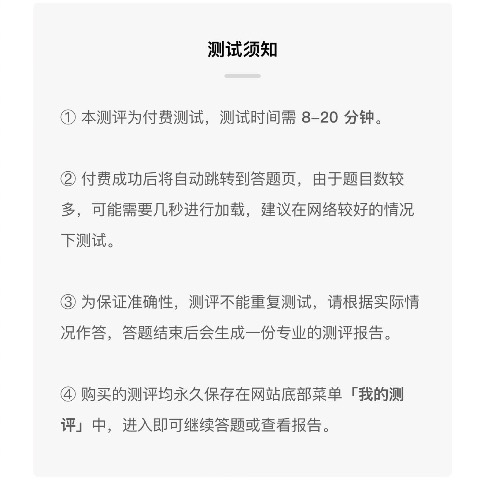 测试须知
① 本测评为付费测试，测试时间需 8–20 分钟。
② 付费成功后将自动跳转到答题页，由于题目数较
多，可能需要几秒进行加载，建议在网络较好的情况
下测试。
③ 为保证准确性，测评不能重复测试，请根据实际情
况作答，答题结束后会生成一份专业的测评报告。
④ 购买的测评均永久保存在网站底部菜单「我的测
评」中，进入即可继续答题或查看报告。